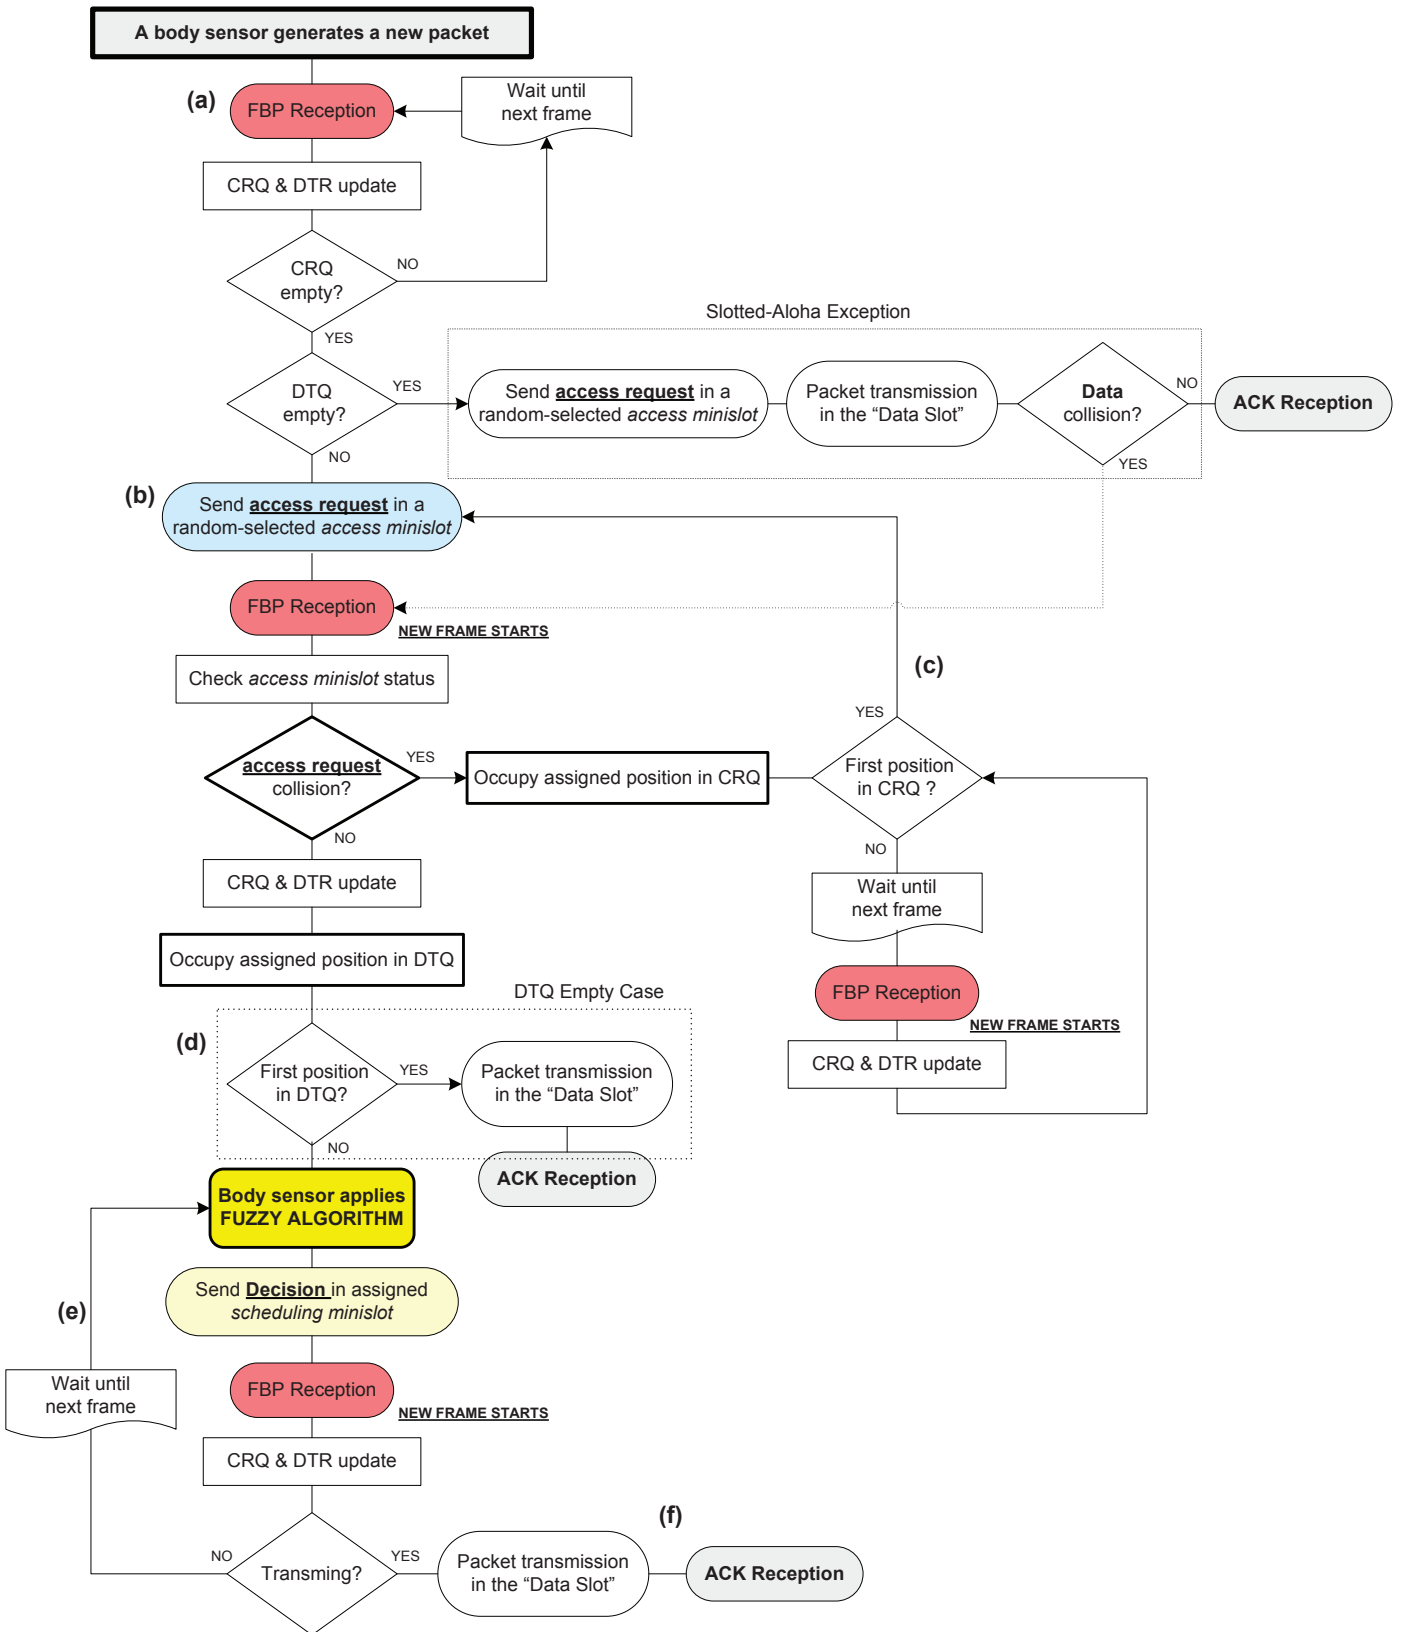 A body sensor generates a new packet
(a)
FBP Reception
Wait until
next frame
CRQ & DTR update
CRQ
empty?
NO
YES
Slotted-Aloha Exception
DTQ
empty?
YES
NO
Send access request in a
random-selected access minislot
Packet transmission
in the “Data Slot”
Data
collision?
NO
YES
ACK Reception
(b)
Send access request in a
random-selected access minislot
FBP Reception
NEW FRAME STARTS
Check access minislot status
(c)
access request
collision?
YES
NO
Occupy assigned position in CRQ
YES
First position
in CRQ ?
NO
CRQ & DTR update
Wait until
next frame
Occupy assigned position in DTQ
FBP Reception
NEW FRAME STARTS
CRQ & DTR update
DTQ Empty Case
(d)
First position
in DTQ?
YES
NO
Packet transmission
in the “Data Slot”
ACK Reception
Body sensor applies
FUZZY ALGORITHM
Send Decision in assigned
scheduling minislot
(e)
Wait until
next frame
FBP Reception
NEW FRAME STARTS
CRQ & DTR update
NO
Transming?
YES
Packet transmission
in the “Data Slot”
(f)
ACK Reception